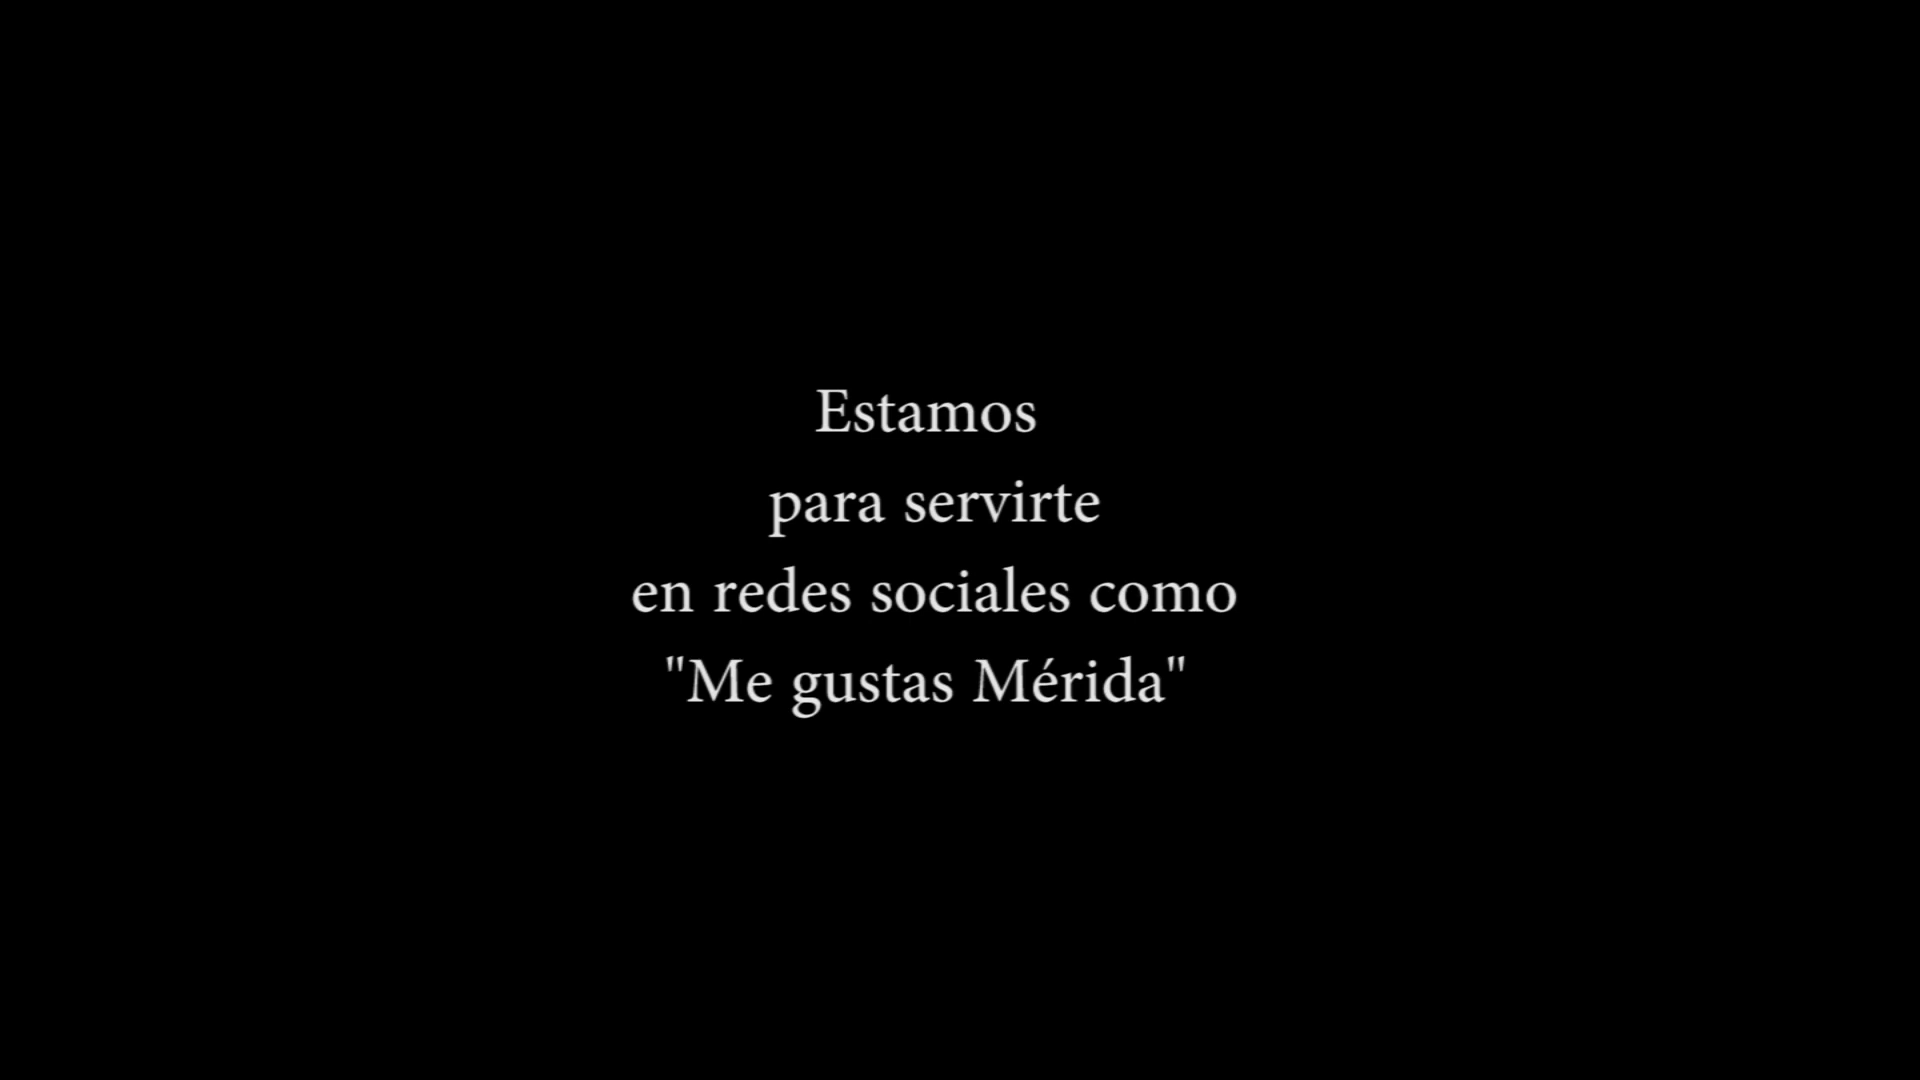 Estamos
para servirte
en redes sociales como
"Me gustas Mérida"